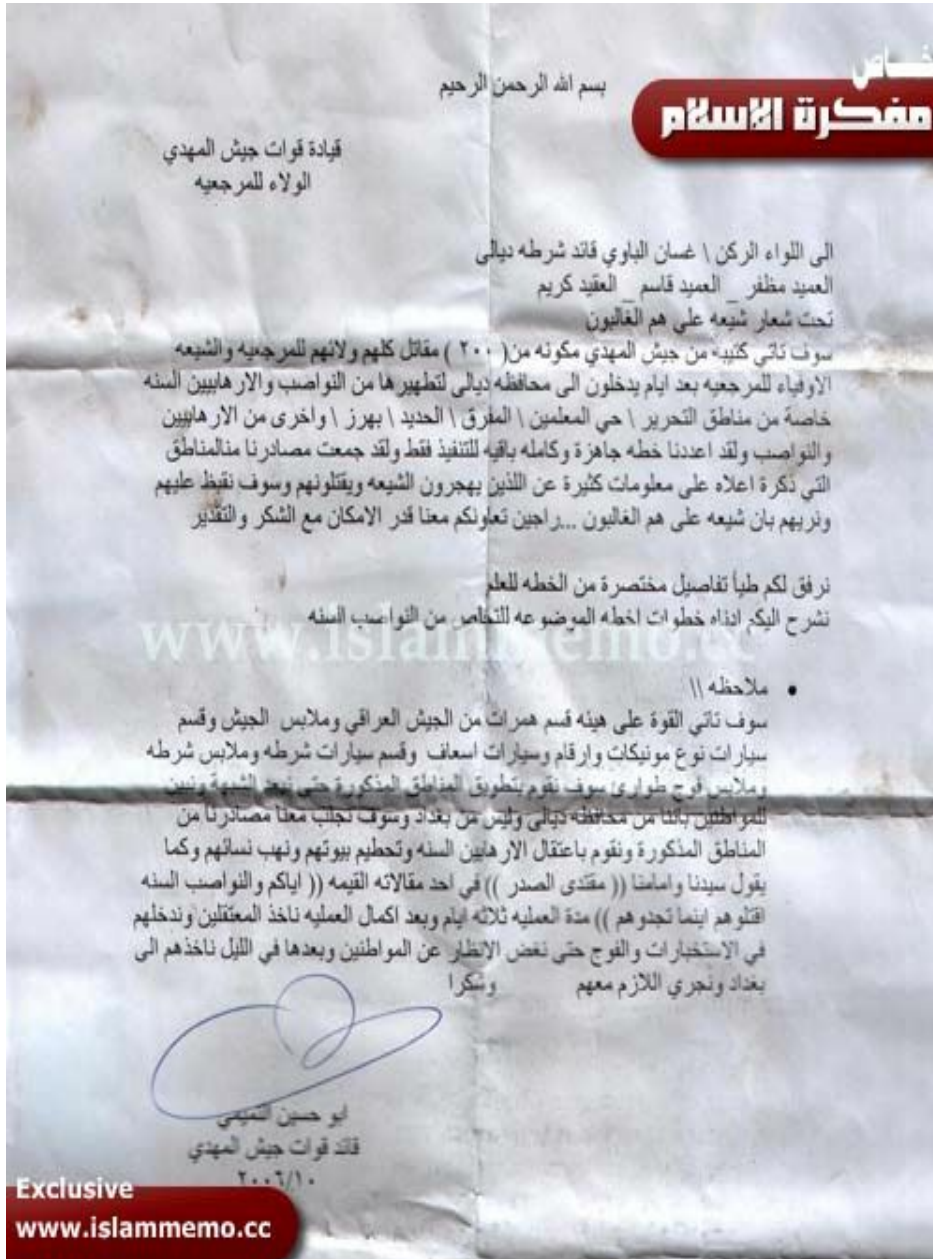 خاص
مفكرة الاسلام
بسم الله الرحمن الرحيم
قيادة قوات جيش المهدي
الولاء للمرجعيه
الى اللواء الركن \ غسان الباوي قائد شرطه ديالى
العميد مظفر _ العميد قاسم _ العقيد كريم
تحت شعار شيعه علي هم الغالبون
سوف تاتي كتيبه من جيش المهدي مكونه من( ٢٠٠ ) مقاتل كلهم ولائهم للمرجعيه والشيعه
الاوفياء للمرجعيه بعد ايام يدخلون الى محافظه ديالى لتطهيرها من النواصب والارهابيين السنه
خاصة من مناطق التحرير \ حي المعلمين \ المفرق \ الحديد \ بهرز \ واخرى من الارهابيين
والنواصب ولقد اعددنا خطه جاهزة وكامله باقيه للتنفيذ فقط ولقد جمعت مصادرنا منالمناطق
التي ذكرة اعلاه على معلومات كثيرة عن اللذين يهجرون الشيعه ويقتلونهم وسوف نقبظ عليهم
ونريهم بان شيعه على هم الغالبون ...راجين تعاونكم معنا قدر الامكان مع الشكر والتقدير
نرفق لكم طياً تفاصيل مختصرة من الخطه للعلم
نشرح اليكم ادناه خطوات اخطه الموضوعه للتخلص من النواصب السنه
www.islammemo.cc
• ملاحظه \\
سوف تاتي القوة على هيئه قسم همرات من الجيش العراقي وملابس الجيش وقسم
سيارات نوع مونيكات وارقام وسيارات اسعاف وقسم سيارات شرطه وملابس شرطه
وملابس فوج طوارئ سوف نقوم بتطويق المناطق المذكورة حتى نبعد الشبهة ونبين
للمواطنين باننا من محافظه ديالى وليس من بغداد وسوف نجلب معنا مصادرنا من
المناطق المذكورة ونقوم باعتقال الارهابين السنه وتحطيم بيوتهم ونهب نسائهم وكما
يقول سيدنا وامامنا (( مقتدى الصدر )) في احد مقالاته القيمه (( اياكم والنواصب السنه
اقتلوهم اينما تجدوهم )) مدة العمليه ثلاثه ايام وبعد اكمال العمليه ناخذ المعتقلين وندخلهم
في الاستخبارات والفوج حتى نغض الانظار عن المواطنين وبعدها في الليل ناخذهم الى
بغداد ونجري اللازم معهم وشكرا
ابو حسين التميمي
قائد قوات جيش المهدي
٢٠٠٦/١٠
Exclusive
www.islammemo.cc